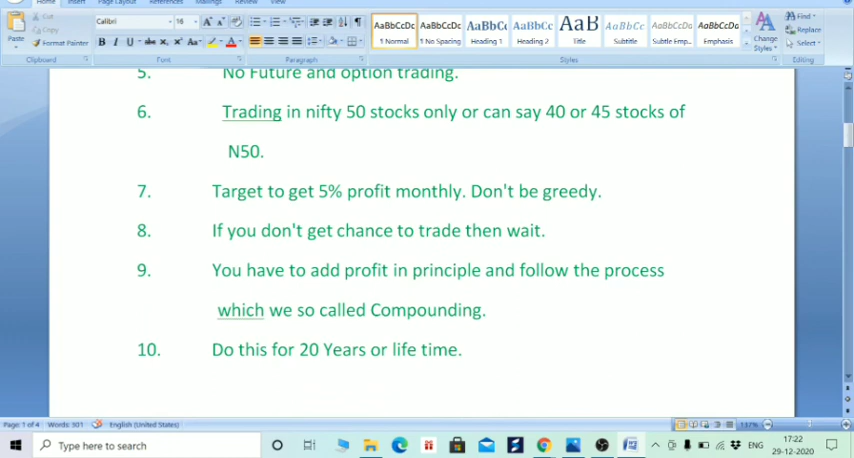 Home Insert Page Layout References Mailings Review View
Cut
Copy
Paste
Format Painter
Clipboard
Calibri 16
Font
Paragraph
AaBbCcDc AaBbCcDc AaBbCc AaBbCc AaB AaBbCc AaBbCcDc AaBbCcDc
¶ Normal ¶ No Spacing Heading 1 Heading 2 Title Subtitle Subtle Emp... Emphasis
Change
Styles
Styles
Find
Replace
Select
Editing
5. No Future and option trading.
6. Trading in nifty 50 stocks only or can say 40 or 45 stocks of
N50.
7. Target to get 5% profit monthly. Don't be greedy.
8. If you don't get chance to trade then wait.
9. You have to add profit in principle and follow the process
which we so called Compounding.
10. Do this for 20 Years or life time.
Page: 1 of 4 Words: 301 English (United States) 137%
Type here to search
ENG
17:22
29-12-2020